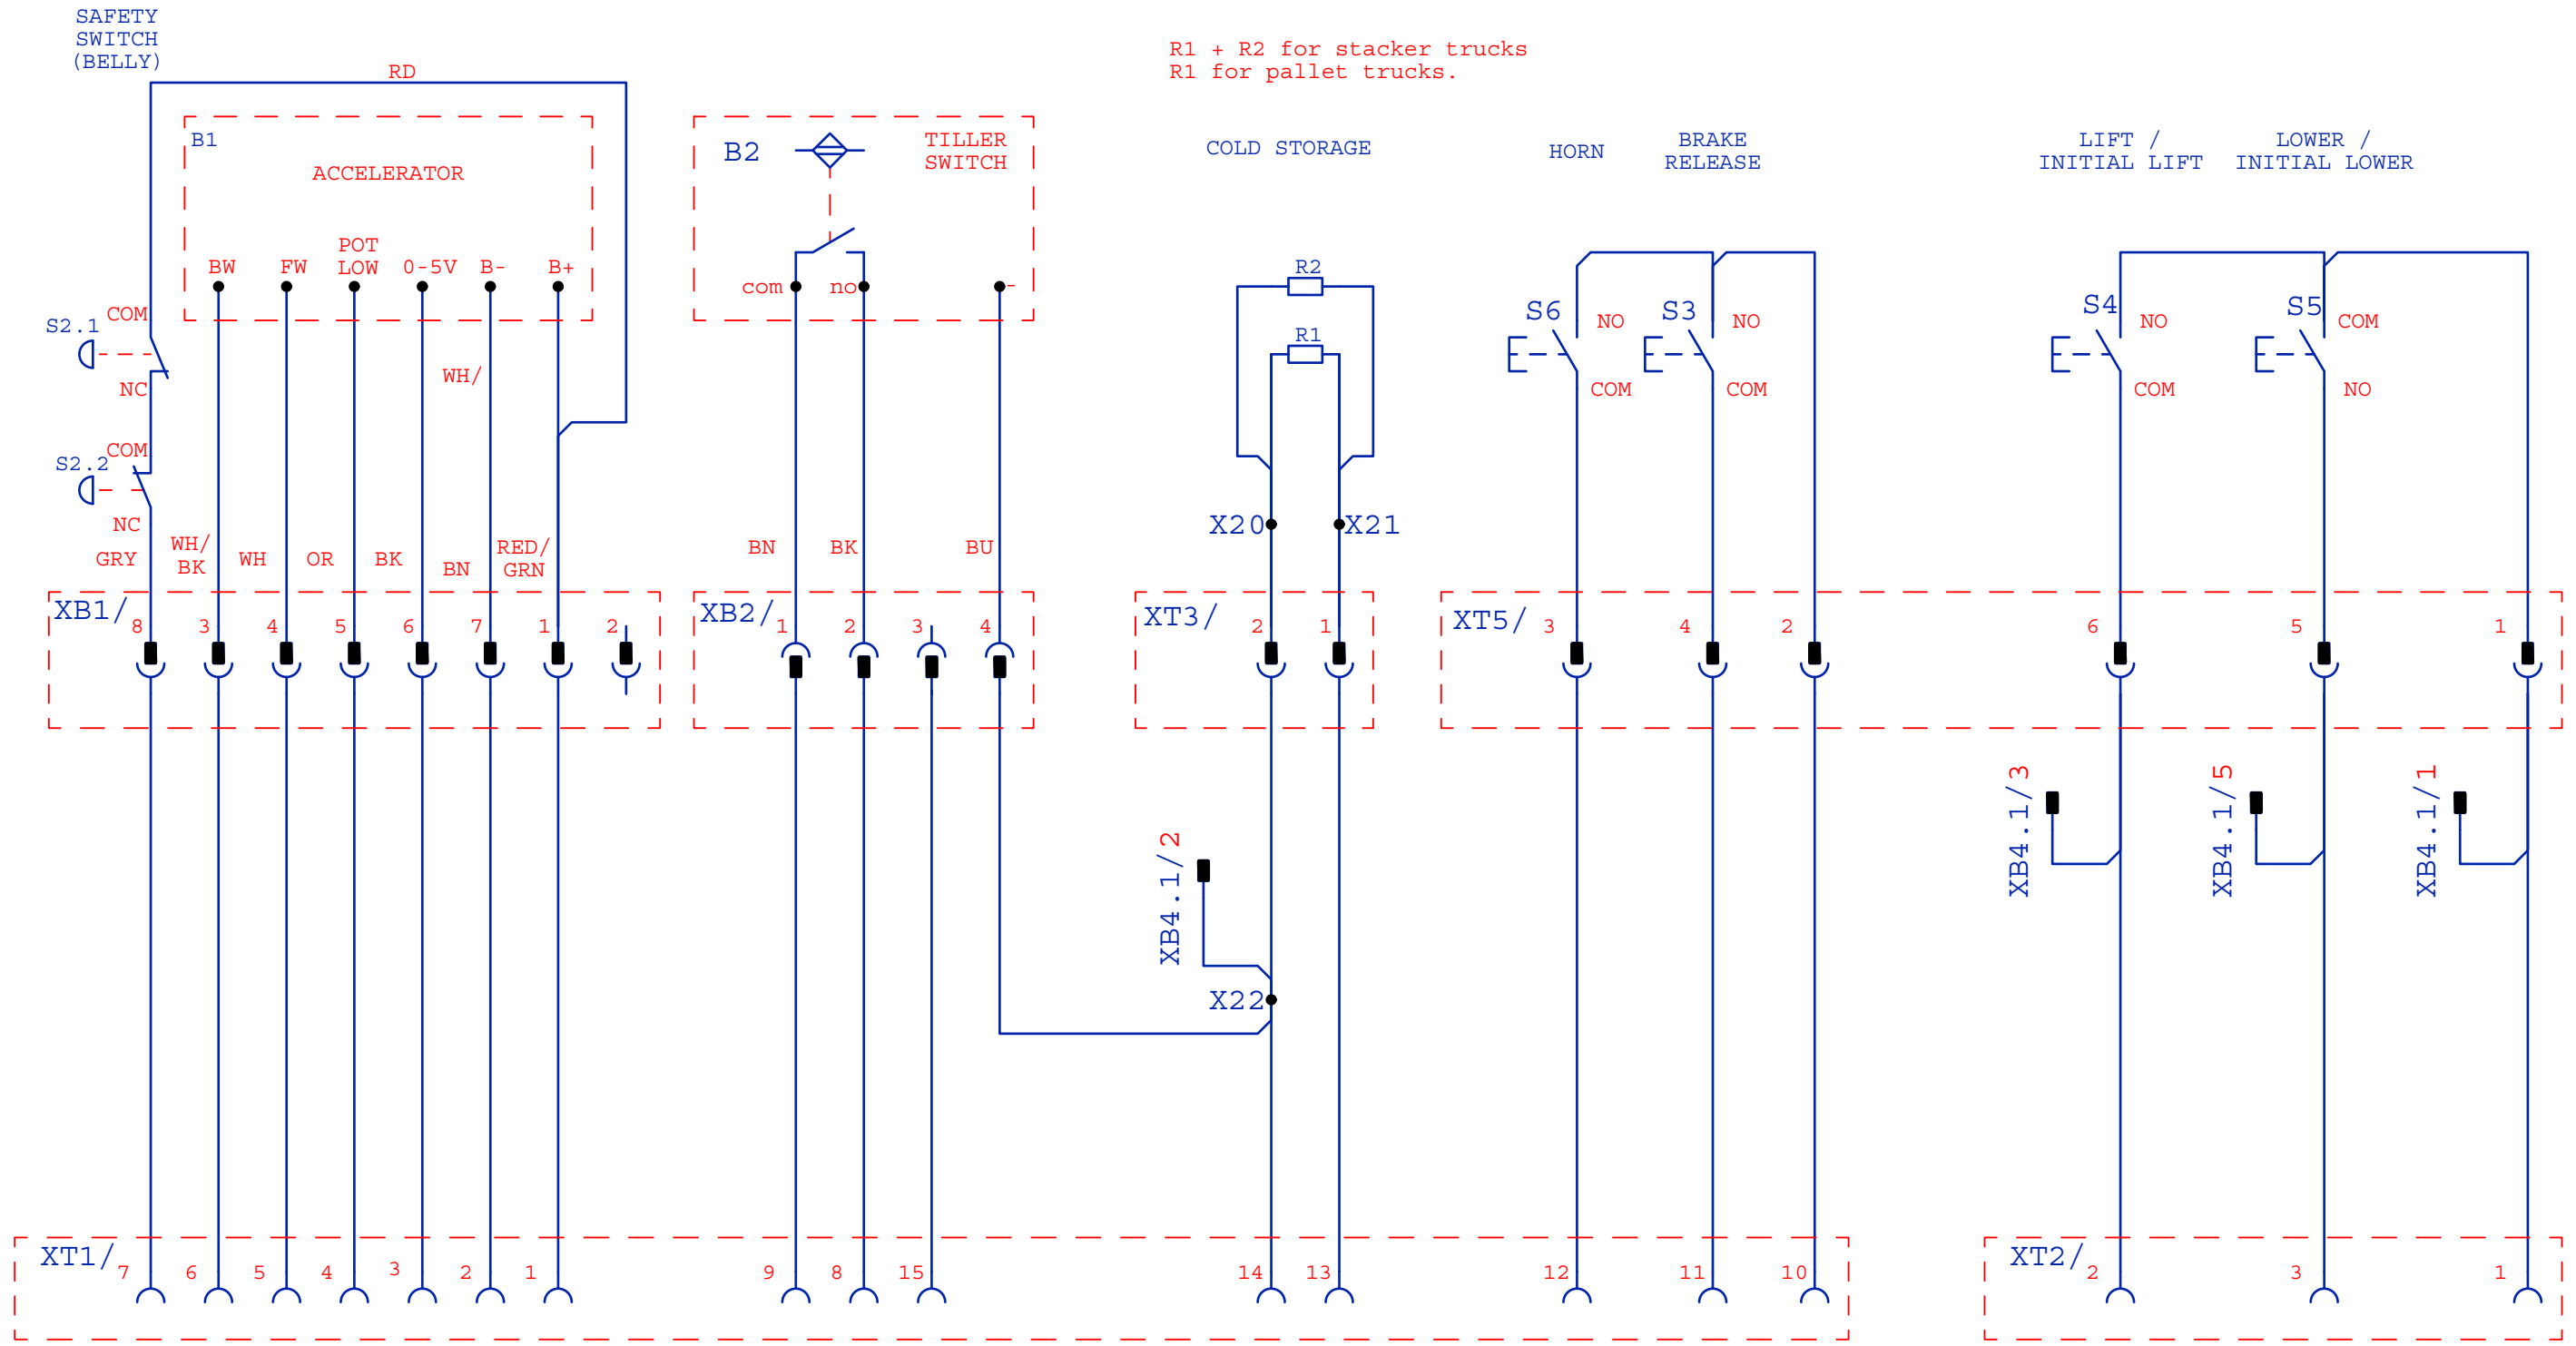 SAFETY
SWITCH
(BELLY)
RD
R1 + R2 for stacker trucks
R1 for pallet trucks.
B1
ACCELERATOR
B2
TILLER
SWITCH
COLD STORAGE
HORN
BRAKE
RELEASE
LIFT /
INITIAL LIFT
LOWER /
INITIAL LOWER
BW
FW
POT
LOW
0-5V
B-
B+
com
no
-
R2
R1
COM
S2.1
NC
WH/
COM
S2.2
NC
S6
NO
COM
S3
NO
COM
S4
NO
COM
S5
COM
NO
GRY
WH/
BK
WH
OR
BK
BN
RED/
GRN
BN
BK
BU
X20
X21
XB1/
8
3
4
5
6
7
1
2
XB2/
1
2
3
4
XT3/
2
1
XT5/
3
4
2
6
5
1
XB4.1/2
XB4.1/3
XB4.1/5
XB4.1/1
X22
XT1/
7
6
5
4
3
2
1
9
8
15
14
13
12
11
10
XT2/
2
3
1